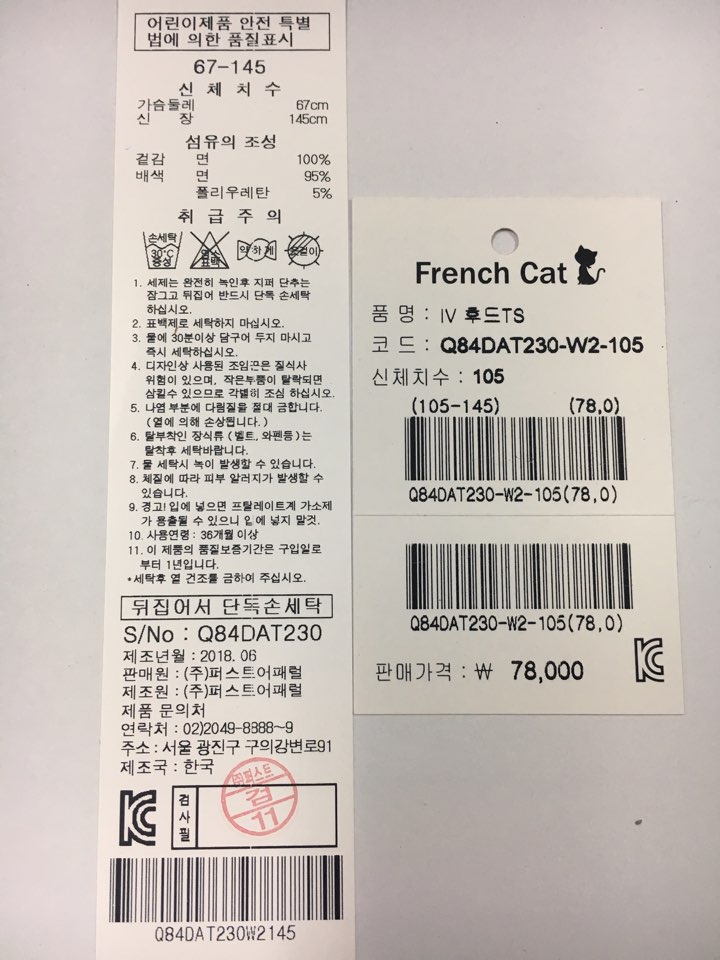 어린이제품 안전 특별
법에 의한 품질표시
67-145
신 체 치 수
가슴둘레 67cm
신 장 145cm
섬유의 조성
겉감 면 100%
배색 면 95%
폴리우레탄 5%
취 급 주 의
손세탁 30℃ 중성
염소 표백
약하게
옷걸이
1. 세제는 완전히 녹인후 지퍼 단추는
잠그고 뒤집어 반드시 단독 손세탁
하십시오.
2. 표백제로 세탁하지 마십시오.
3. 물에 30분이상 담구어 두지 마시고
즉시 세탁하십시오.
4. 디자인상 사용된 조임끈은 질식사
위험이 있으며, 작은부품이 탈락되면
삼킬수 있으므로 각별히 조심 하십시오.
5. 나염 부분에 다림질을 절대 금합니다.
(열에 의해 손상됩니다.)
6. 탈부착인 장식류(벨트,와펜등)는
탈착후 세탁바랍니다.
7. 물 세탁시 녹이 발생할 수 있습니다.
8. 체질에 따라 피부 알러지가 발생할 수
있습니다.
9. 경고!입에 넣으면 프탈레이트계 가소제
가 용출될 수 있으니 입에 넣지 말것.
10. 사용연령: 36개월 이상
11. 이 제품의 품질보증기간은 구입일로
부터 1년입니다.
*세탁후 열 건조를 금하여 주십시오.
뒤집어서 단독손세탁
S/No : Q84DAT230
제조년월 : 2018. 06
판매원 : (주)퍼스트어패럴
제조원 : (주)퍼스트어패럴
제품 문의처
연락처 : 02)2049-8888~9
주소 : 서울 광진구 구의강변로91
제조국 : 한국
KC
검사필
㈜퍼스트
검
11
Q84DAT230W2145
French Cat
품 명 : IV 후드TS
코 드 : Q84DAT230-W2-105
신체치수 : 105
(105-145) (78,0)
Q84DAT230-W2-105(78,0)
Q84DAT230-W2-105(78,0)
판매가격 : ₩ 78,000
KC